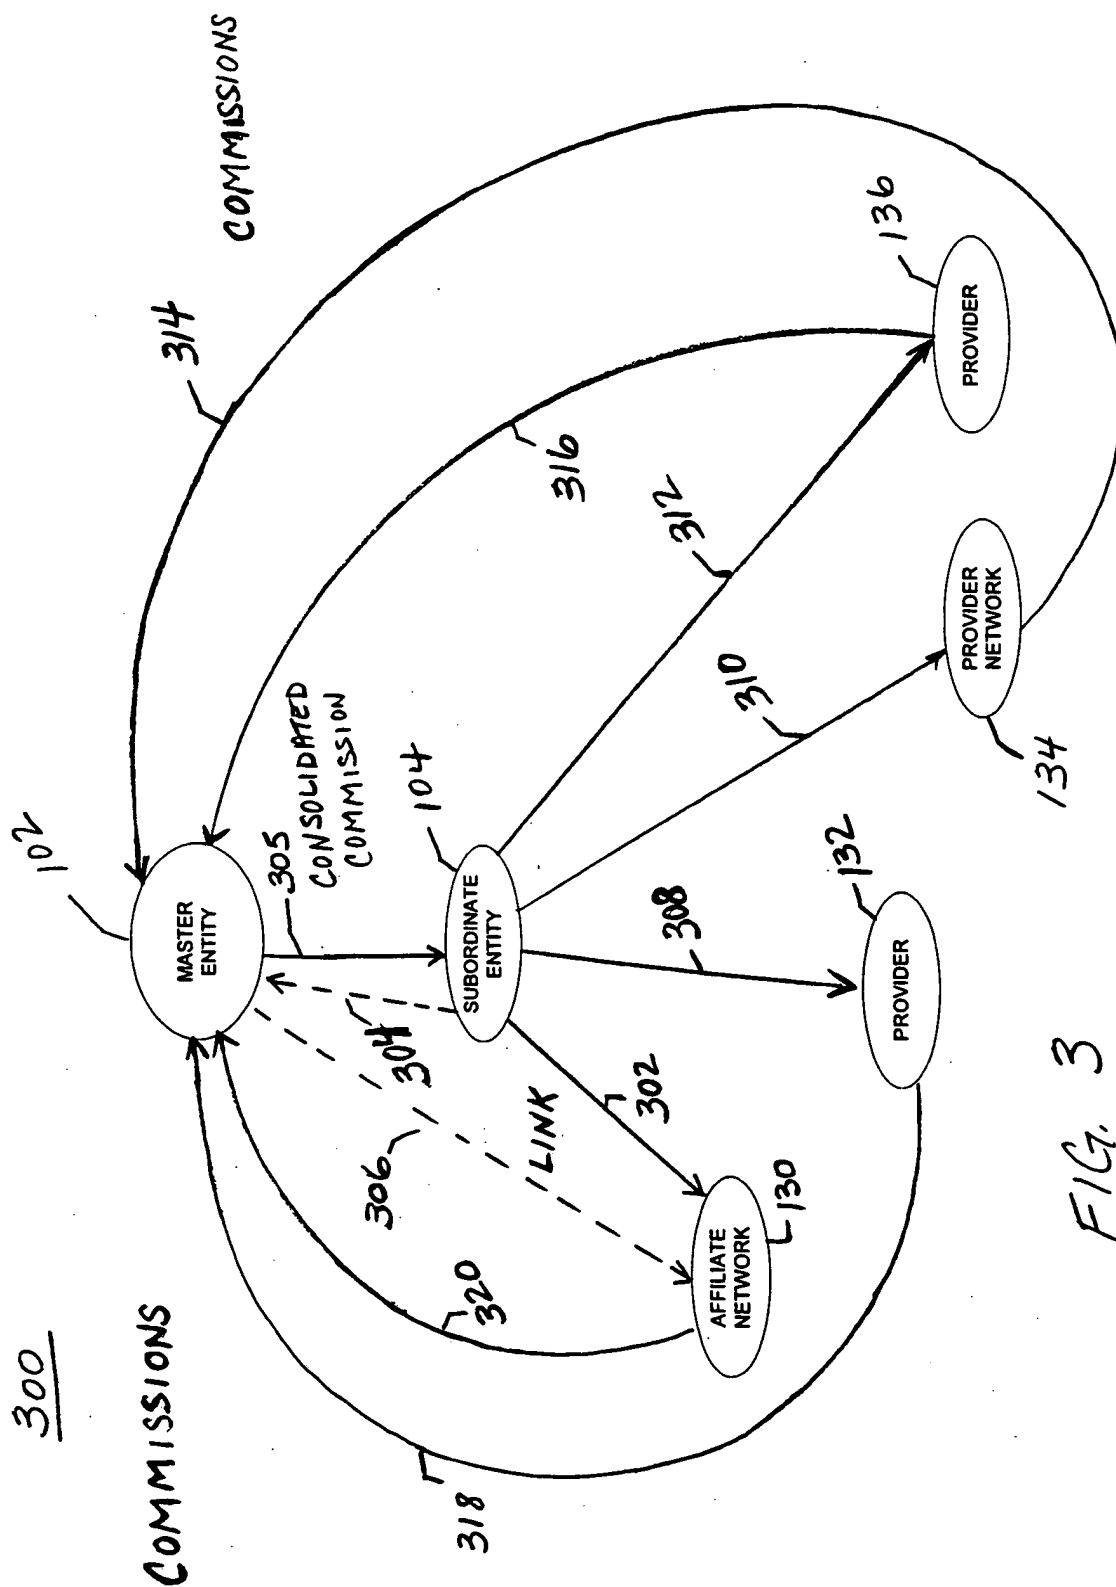 300
102
COMMISSIONS
314
COMMISSIONS
MASTER
ENTITY
305
CONSOLIDATED
COMMISSION
306
304
104
318
320
SUBORDINATE
ENTITY
LINK
316
302
308
312
AFFILIATE
NETWORK
310
130
132
136
PROVIDER
PROVIDER
NETWORK
PROVIDER
134
FIG. 3